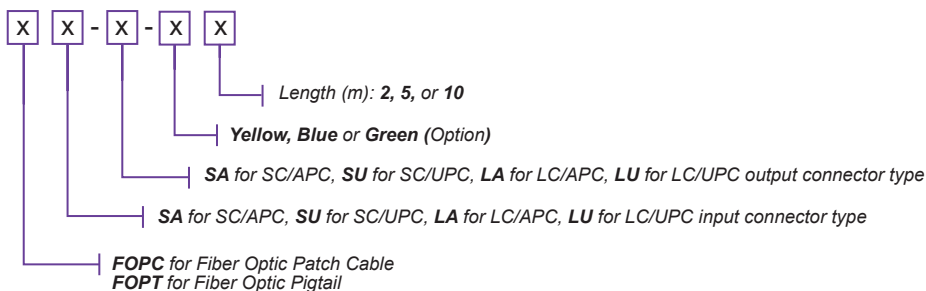 X X - X - X X
Length (m): 2, 5, or 10
Yellow, Blue or Green (Option)
SA for SC/APC, SU for SC/UPC, LA for LC/APC, LU for LC/UPC output connector type
SA for SC/APC, SU for SC/UPC, LA for LC/APC, LU for LC/UPC input connector type
FOPC for Fiber Optic Patch Cable
FOPT for Fiber Optic Pigtail